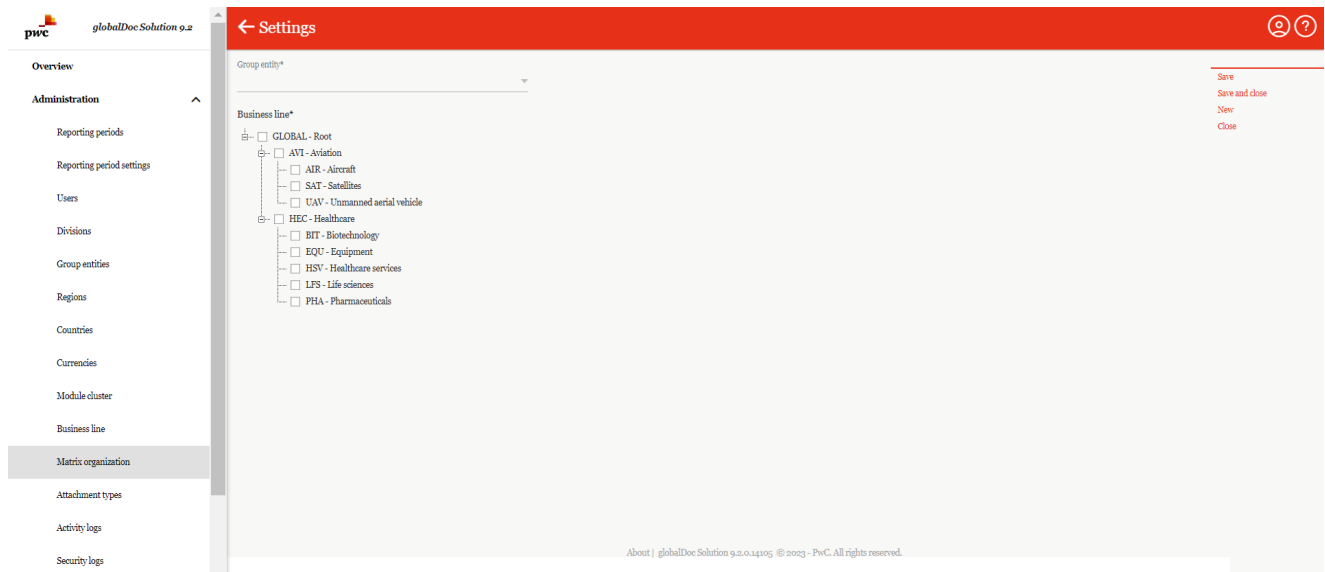 pwc
globalDoc Solution 9.2
Overview
Administration
Reporting periods
Reporting period settings
Users
Divisions
Group entities
Regions
Countries
Currencies
Module cluster
Business line
Matrix organization
Attachment types
Activity logs
Security logs
Settings
Group entity*
Business line*
GLOBAL - Root
AVI - Aviation
AIR - Aircraft
SAT - Satellites
UAV - Unmanned aerial vehicle
HEC - Healthcare
BIT - Biotechnology
EQU - Equipment
HSV - Healthcare services
LFS - Life sciences
PHA - Pharmaceuticals
Save
Save and close
New
Close
About | globalDoc Solution 9.2.0.14105 © 2023 - PwC. All rights reserved.